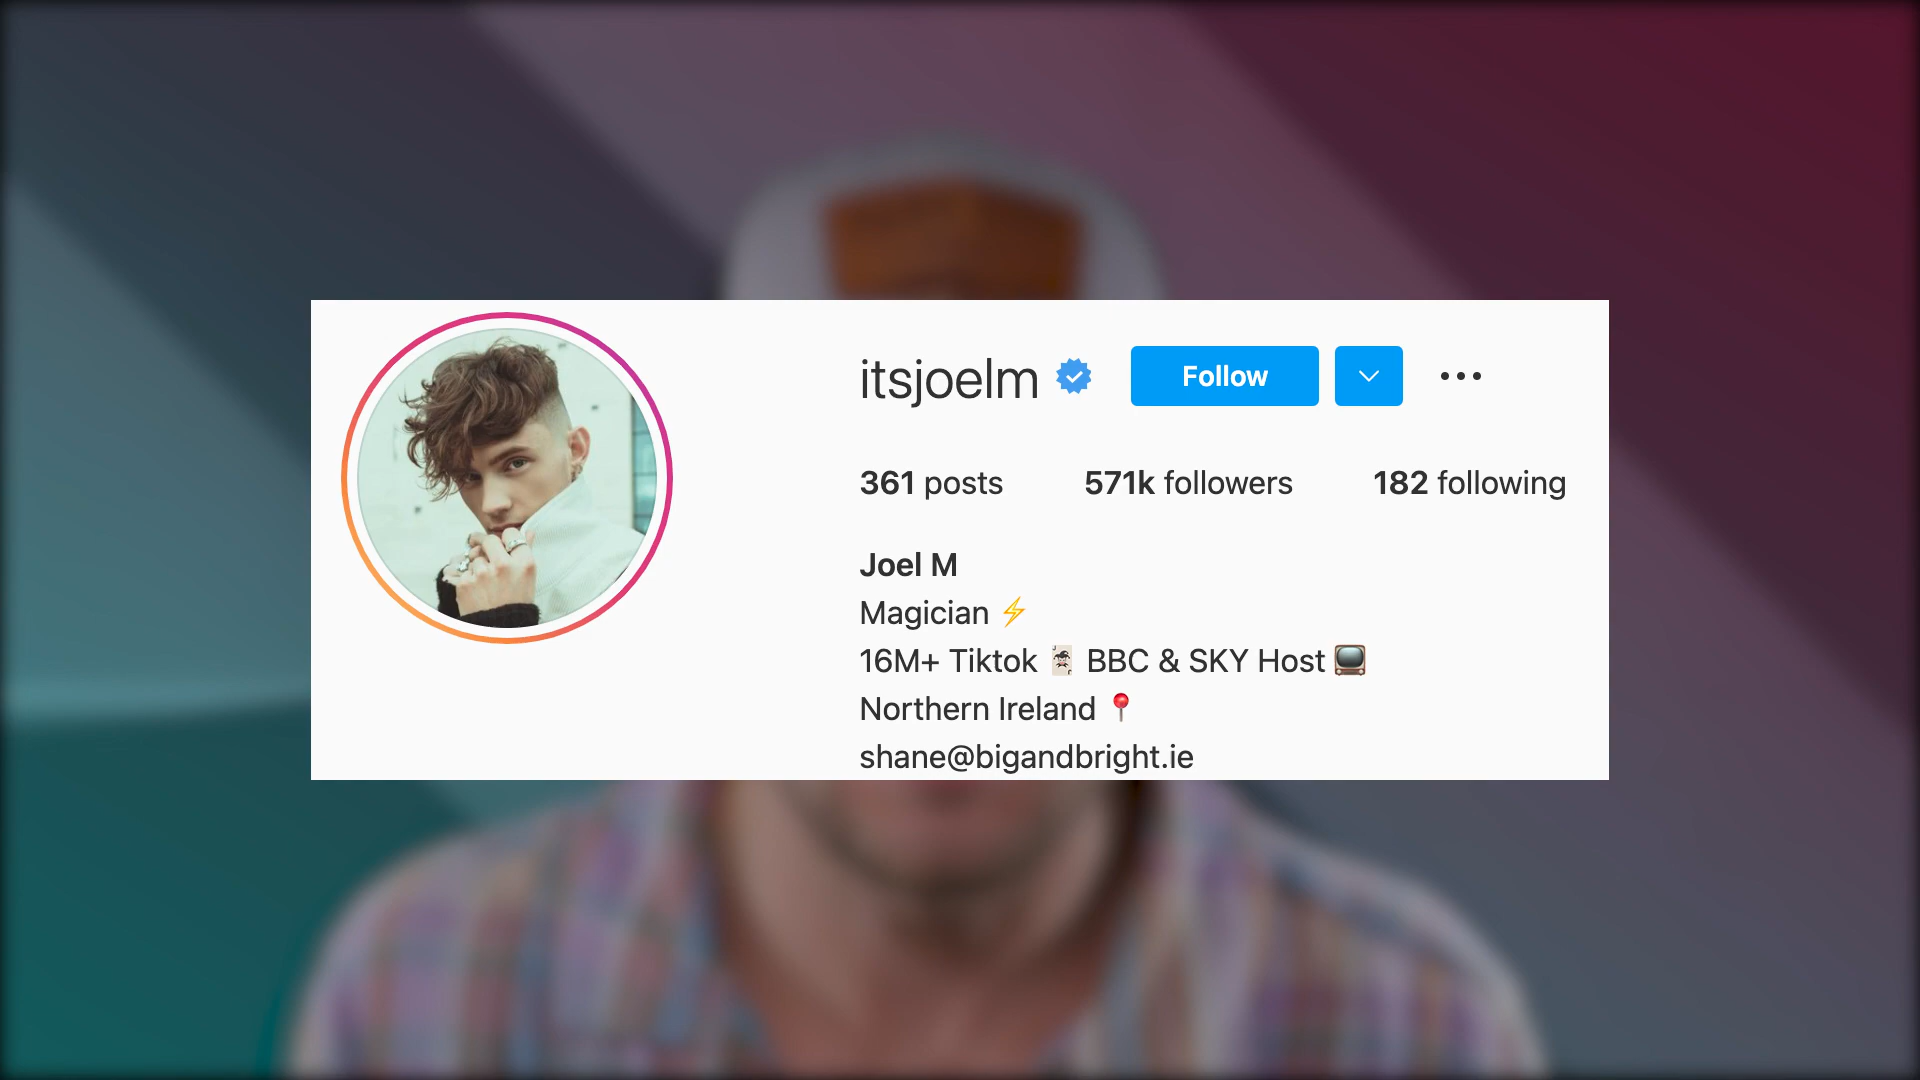 itsjoelm Follow
361 posts 571k followers 182 following
Joel M
Magician ⚡
16M+ Tiktok 🃏 BBC & SKY Host 📺
Northern Ireland 📍
shane@bigandbright.ie